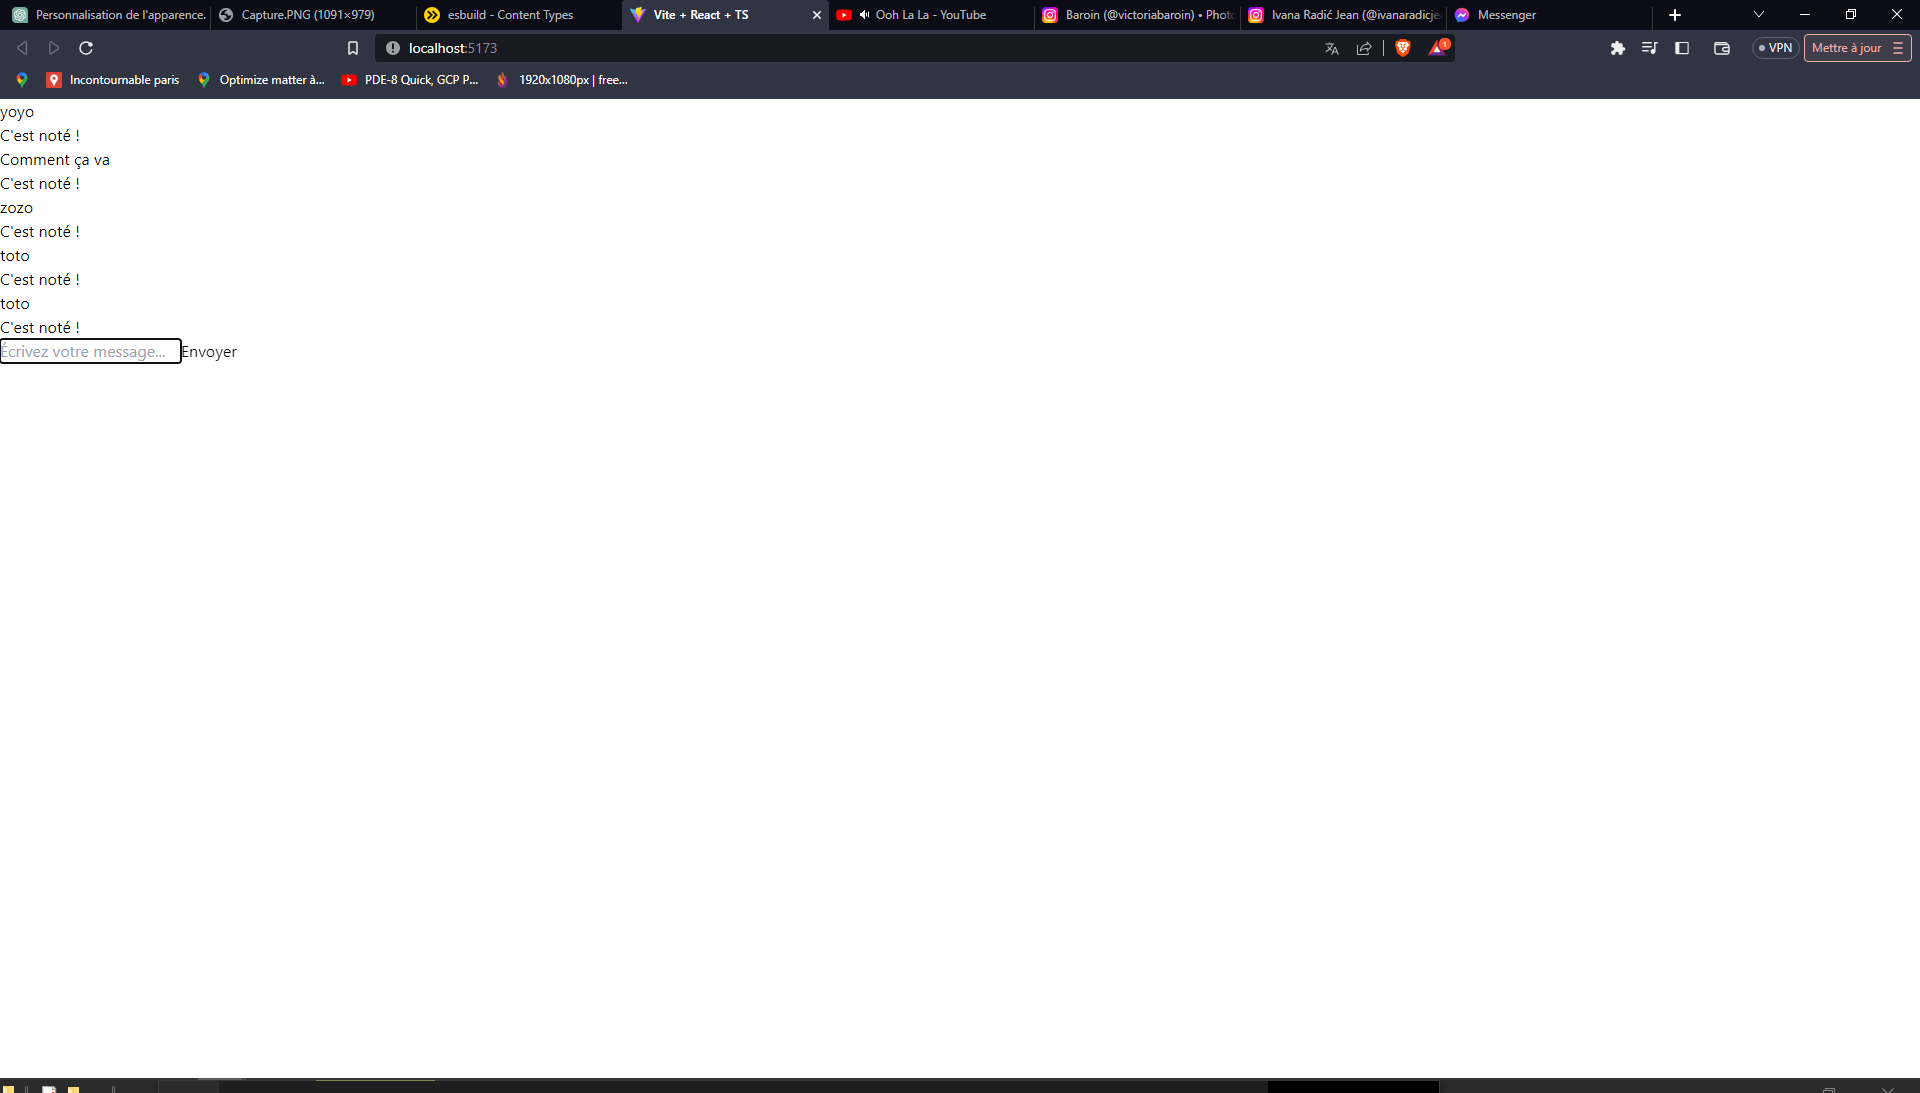 Personnalisation de l'apparence.
Capture.PNG (1091×979)
esbuild - Content Types
Vite + React + TS
Ooh La La - YouTube
Baroin (@victoriabaroin) • Photo
Ivana Radić Jean (@ivanaradicje
Messenger
localhost:5173
1
VPN
Mettre à jour
Incontournable paris
Optimize matter à...
PDE-8 Quick, GCP P...
1920x1080px | free...
yoyo
C'est noté !
Comment ça va
C'est noté !
zozo
C'est noté !
toto
C'est noté !
toto
C'est noté !
Écrivez votre message... Envoyer